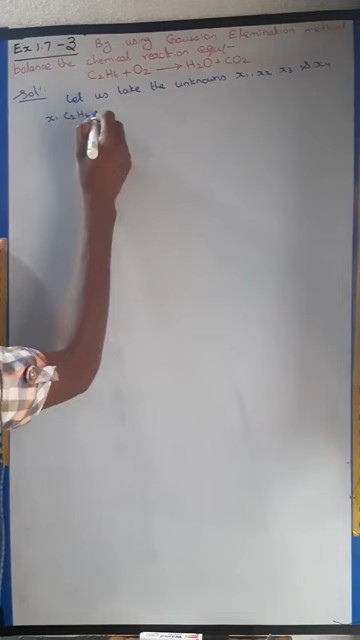 Ex 1.7 - 3 By using Gaussian Elemination method
balance the chemical reaction equ:-
C2H6 + O2 → H2O + CO2
Sol: Let us take the unknowns x1, x2, x3 & x4
x1 C2H6